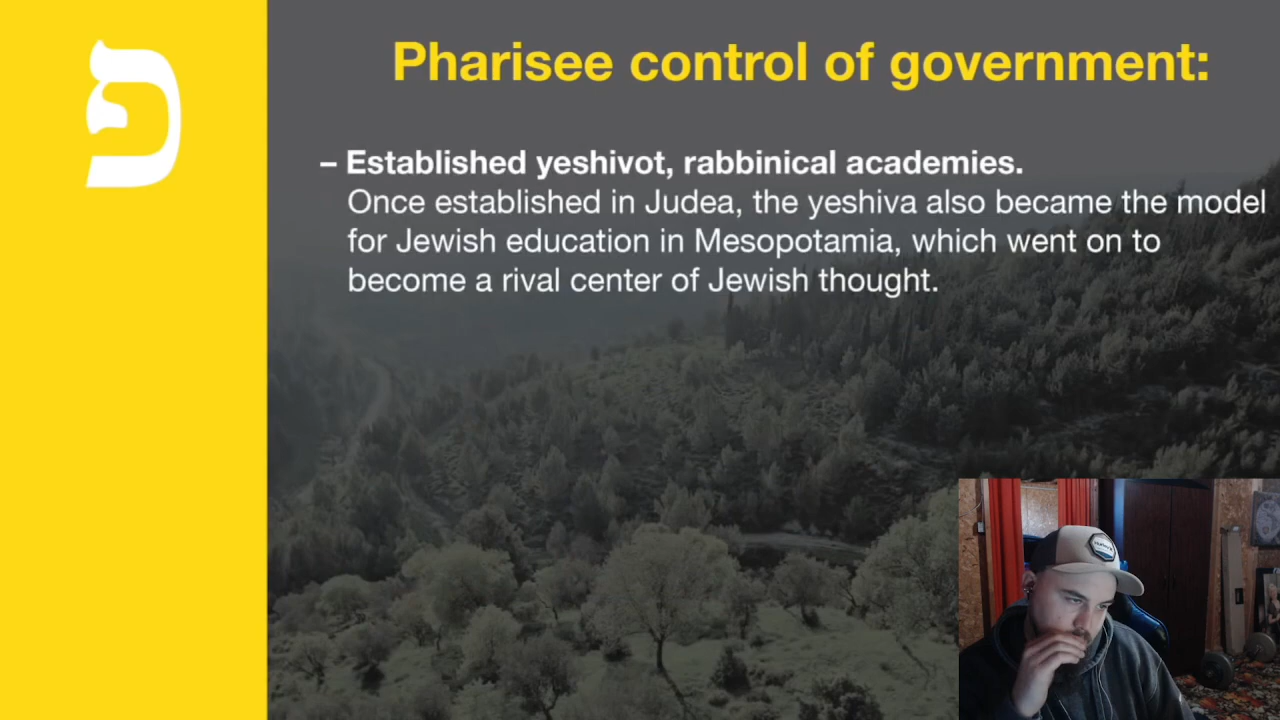 פ
Pharisee control of government:
– Established yeshivot, rabbinical academies.
Once established in Judea, the yeshiva also became the model
for Jewish education in Mesopotamia, which went on to
become a rival center of Jewish thought.